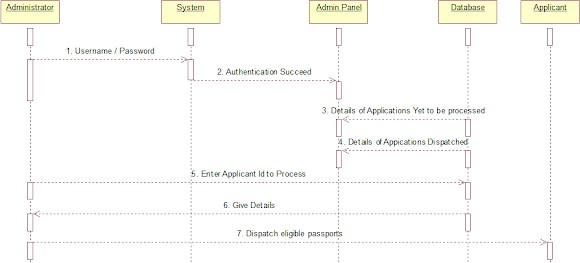 Administrator
System
Admin Panel
Database
Applicant
1. Username / Password
2. Authentication Succeed
3. Details of Applications Yet to be processed
4. Details of Appications Dispatched
5. Enter Applicant Id to Process
6. Give Details
7. Dispatch eligible passports